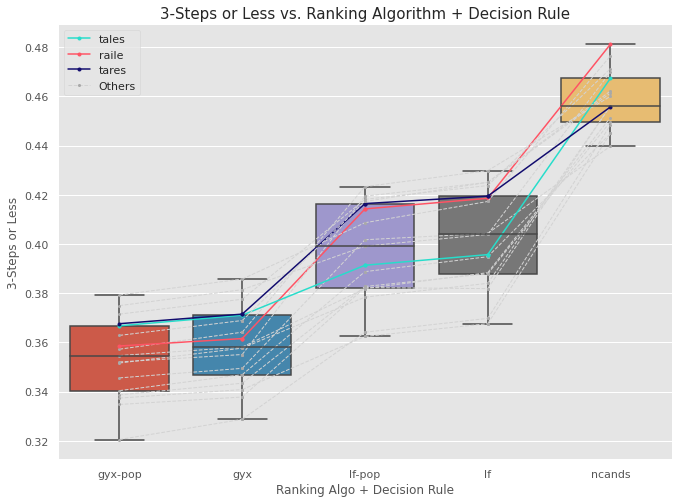 3-Steps or Less vs. Ranking Algorithm + Decision Rule
tales
raile
tares
Others
0.48
0.46
0.44
0.42
0.40
0.38
0.36
0.34
0.32
3-Steps or Less
gyx-pop
gyx
lf-pop
lf
ncands
Ranking Algo + Decision Rule